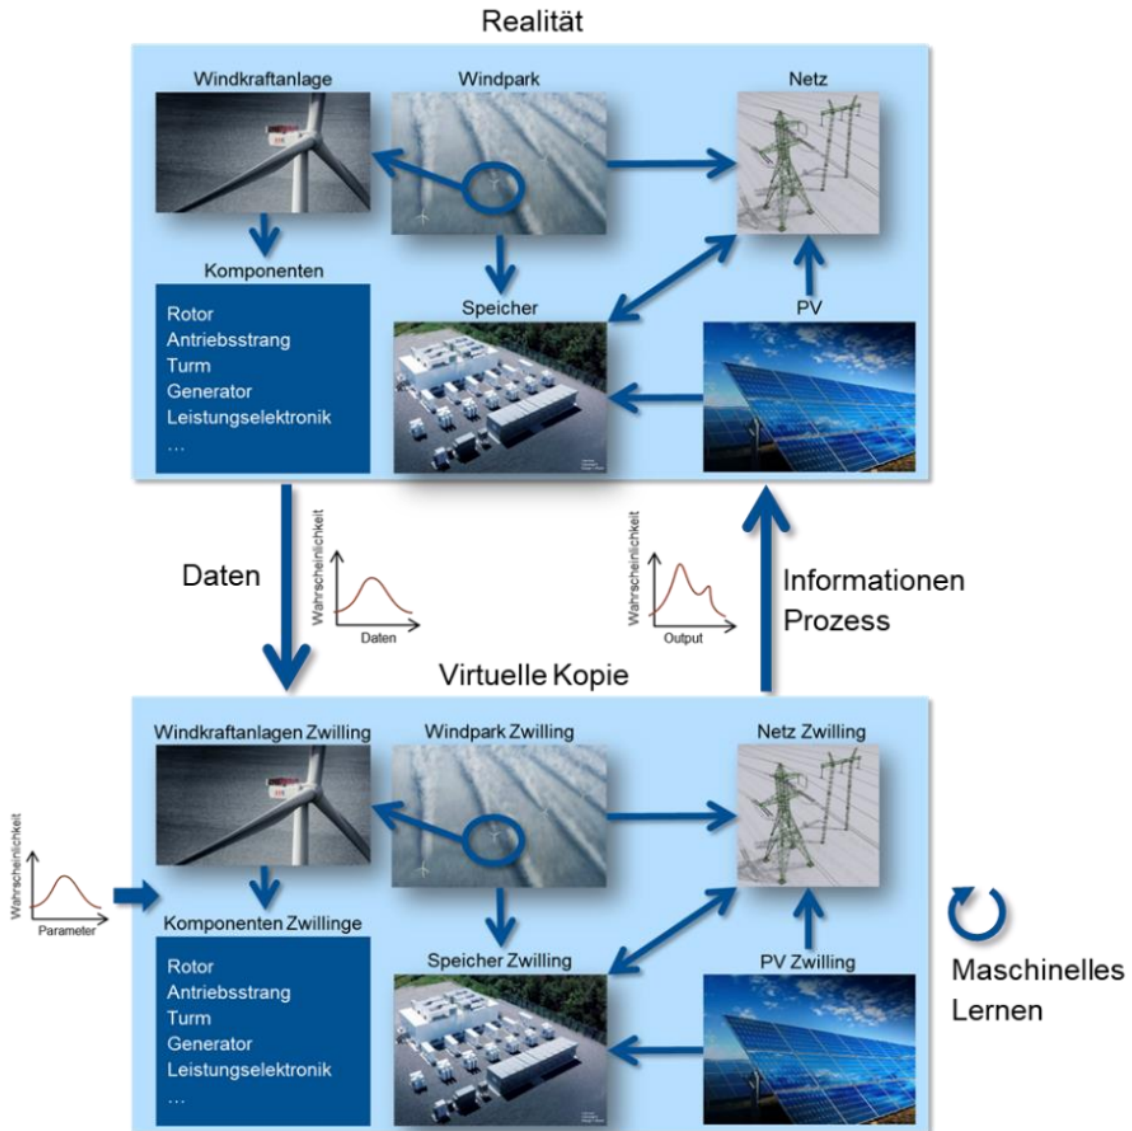 Realität
Windkraftanlage
Windpark
Netz
Komponenten
Rotor
Antriebsstrang
Turm
Generator
Leistungselektronik
...
Speicher
PV
Daten
Wahrscheinlichkeit
Daten
Wahrscheinlichkeit
Output
Informationen
Prozess
Virtuelle Kopie
Windkraftanlagen Zwilling
Windpark Zwilling
Netz Zwilling
Wahrscheinlichkeit
Parameter
Komponenten Zwillinge
Rotor
Antriebsstrang
Turm
Generator
Leistungselektronik
...
Speicher Zwilling
PV Zwilling
Maschinelles
Lernen